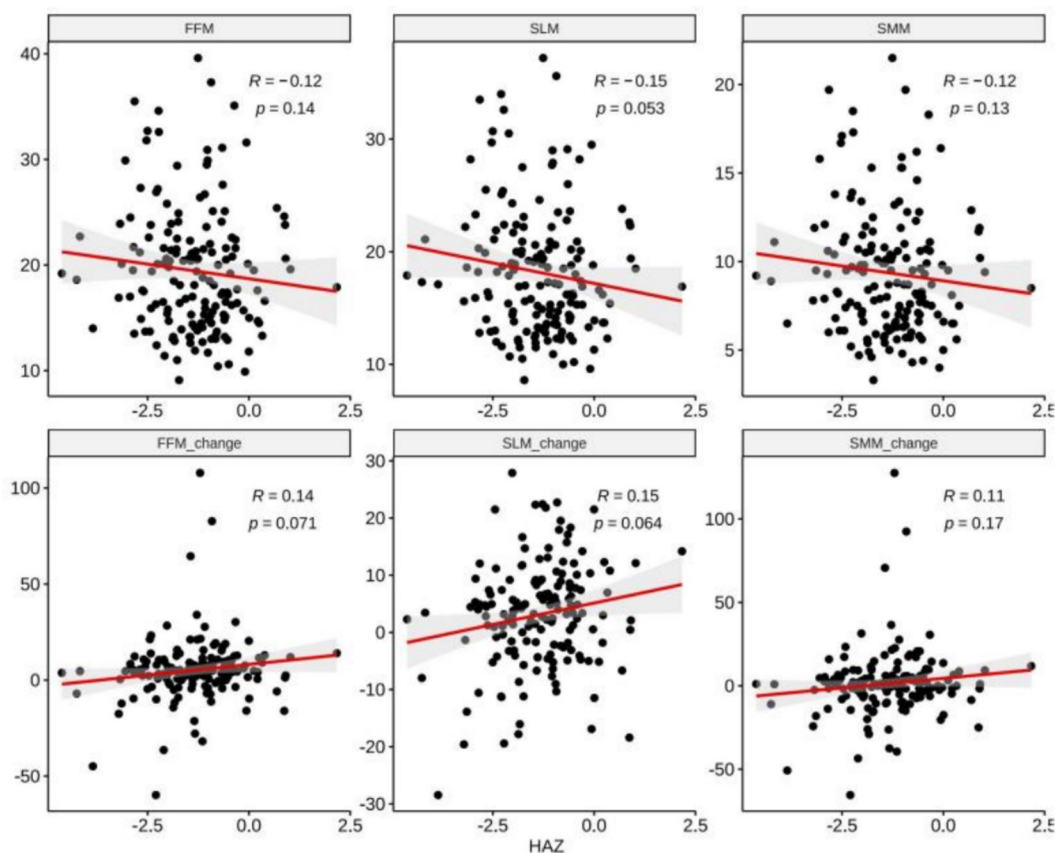 FFM SLM SMM
40 30 20 10
R = −0.12
p = 0.14
30 20 10
R = −0.15
p = 0.053
20 15 10 5
R = −0.12
p = 0.13
-2.5 0.0 2.5 -2.5 0.0 2.5 -2.5 0.0 2.5
FFM_change SLM_change SMM_change
100 50 0 -50
R = 0.14
p = 0.071
30 20 10 0 -10 -20 -30
R = 0.15
p = 0.064
100 50 0 -50
R = 0.11
p = 0.17
-2.5 0.0 2.5 -2.5 0.0 2.5 -2.5 0.0 2.5
HAZ